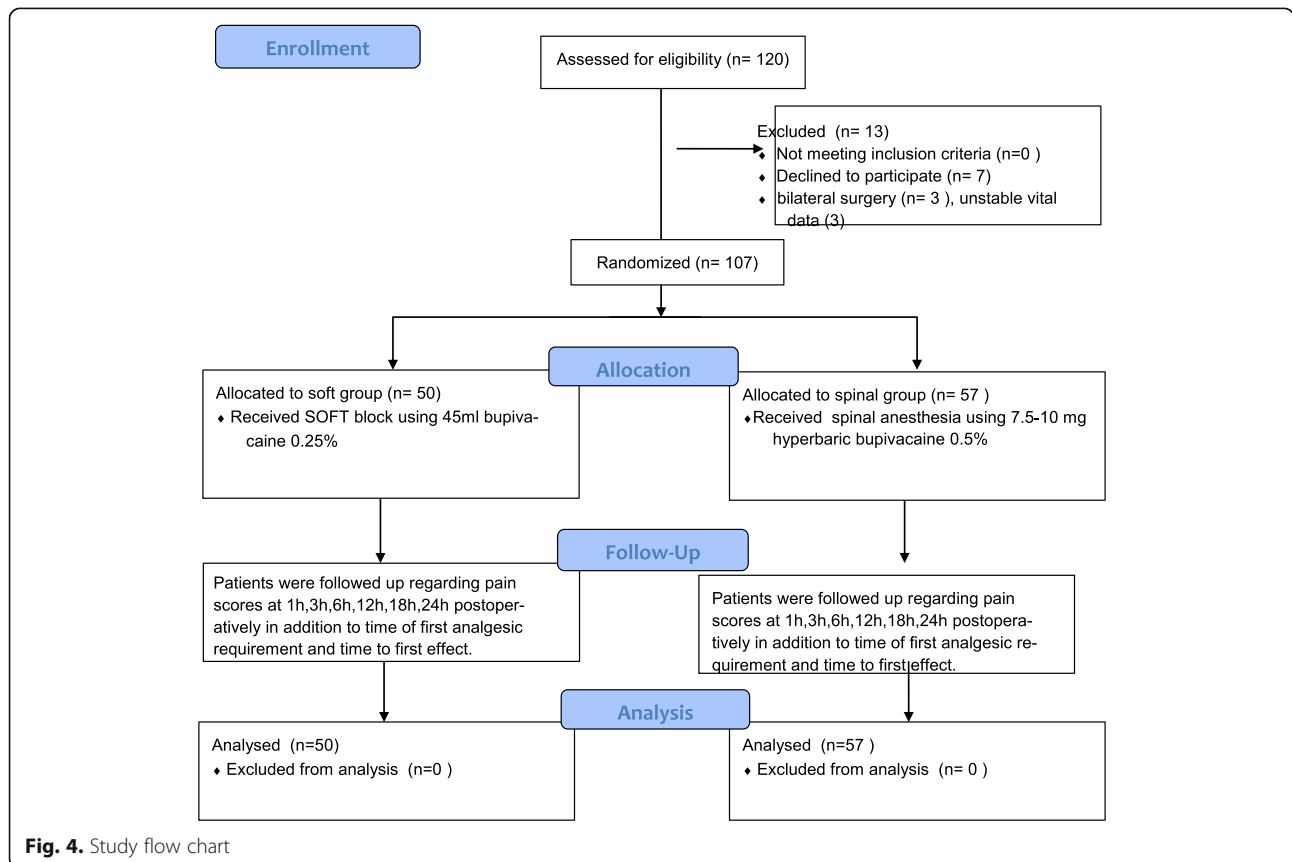 Enrollment
Assessed for eligibility (n= 120)
Excluded (n= 13)
♦ Not meeting inclusion criteria (n=0 )
♦ Declined to participate (n= 7)
♦ bilateral surgery (n= 3 ), unstable vital
data (3)
Randomized (n= 107)
Allocation
Allocated to soft group (n= 50)
♦ Received SOFT block using 45ml bupiva-
caine 0.25%
Allocated to spinal group (n= 57 )
♦Received spinal anesthesia using 7.5-10 mg
hyperbaric bupivacaine 0.5%
Follow-Up
Patients were followed up regarding pain
scores at 1h,3h,6h,12h,18h,24h postoper-
atively in addition to time of first analgesic
requirement and time to first effect.
Patients were followed up regarding pain
scores at 1h,3h,6h,12h,18h,24h postopera-
tively in addition to time of first analgesic re-
quirement and time to first effect.
Analysis
Analysed (n=50)
♦ Excluded from analysis (n=0 )
Analysed (n=57 )
♦ Excluded from analysis (n= 0 )
Fig. 4. Study flow chart